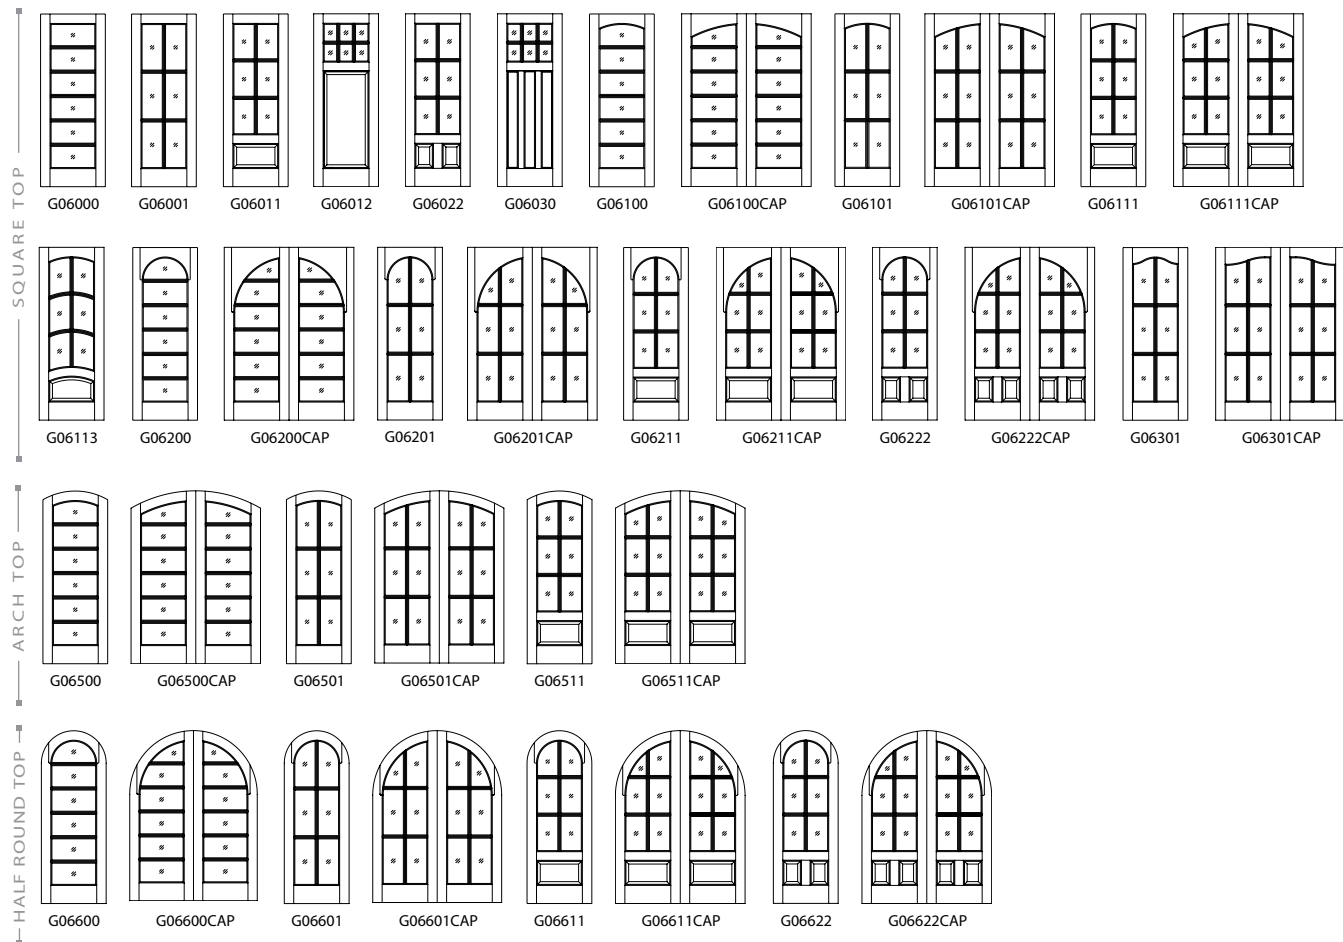 SQUARE TOP
G06000 G06001 G06011 G06012 G06022 G06030 G06100 G06100CAP G06101 G06101CAP G06111 G06111CAP
G06113 G06200 G06200CAP G06201 G06201CAP G06211 G06211CAP G06222 G06222CAP G06301 G06301CAP
ARCH TOP
G06500 G06500CAP G06501 G06501CAP G06511 G06511CAP
HALF ROUND TOP
G06600 G06600CAP G06601 G06601CAP G06611 G06611CAP G06622 G06622CAP